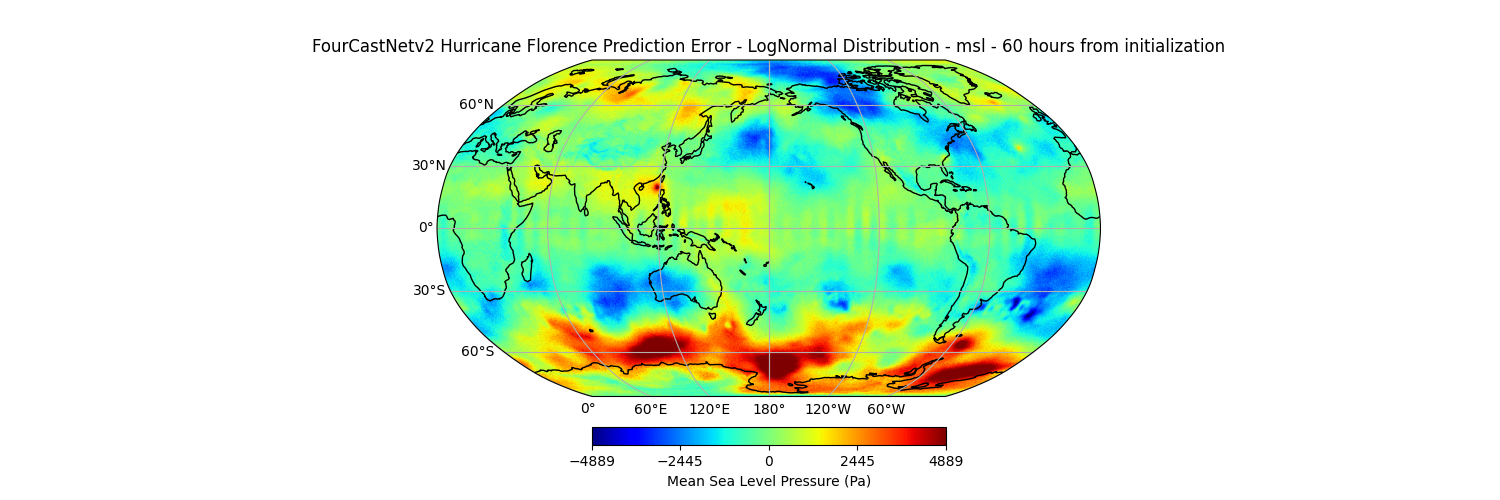 FourCastNetv2 Hurricane Florence Prediction Error - LogNormal Distribution - msl - 60 hours from initialization
60°N
30°N
0°
30°S
60°S
0° 60°E 120°E 180° 120°W 60°W
−4889 −2445 0 2445 4889
Mean Sea Level Pressure (Pa)